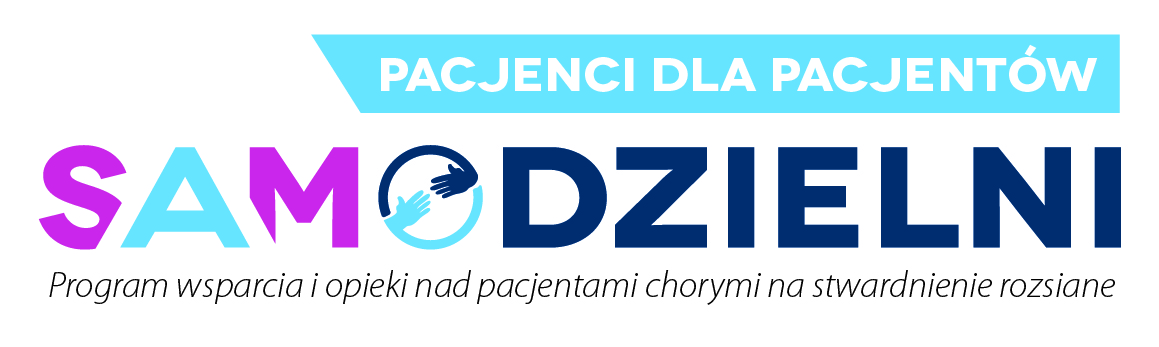 PACJENCI DLA PACJENTÓW
SAMODZIELNI
Program wsparcia i opieki nad pacjentami chorymi na stwardnienie rozsiane